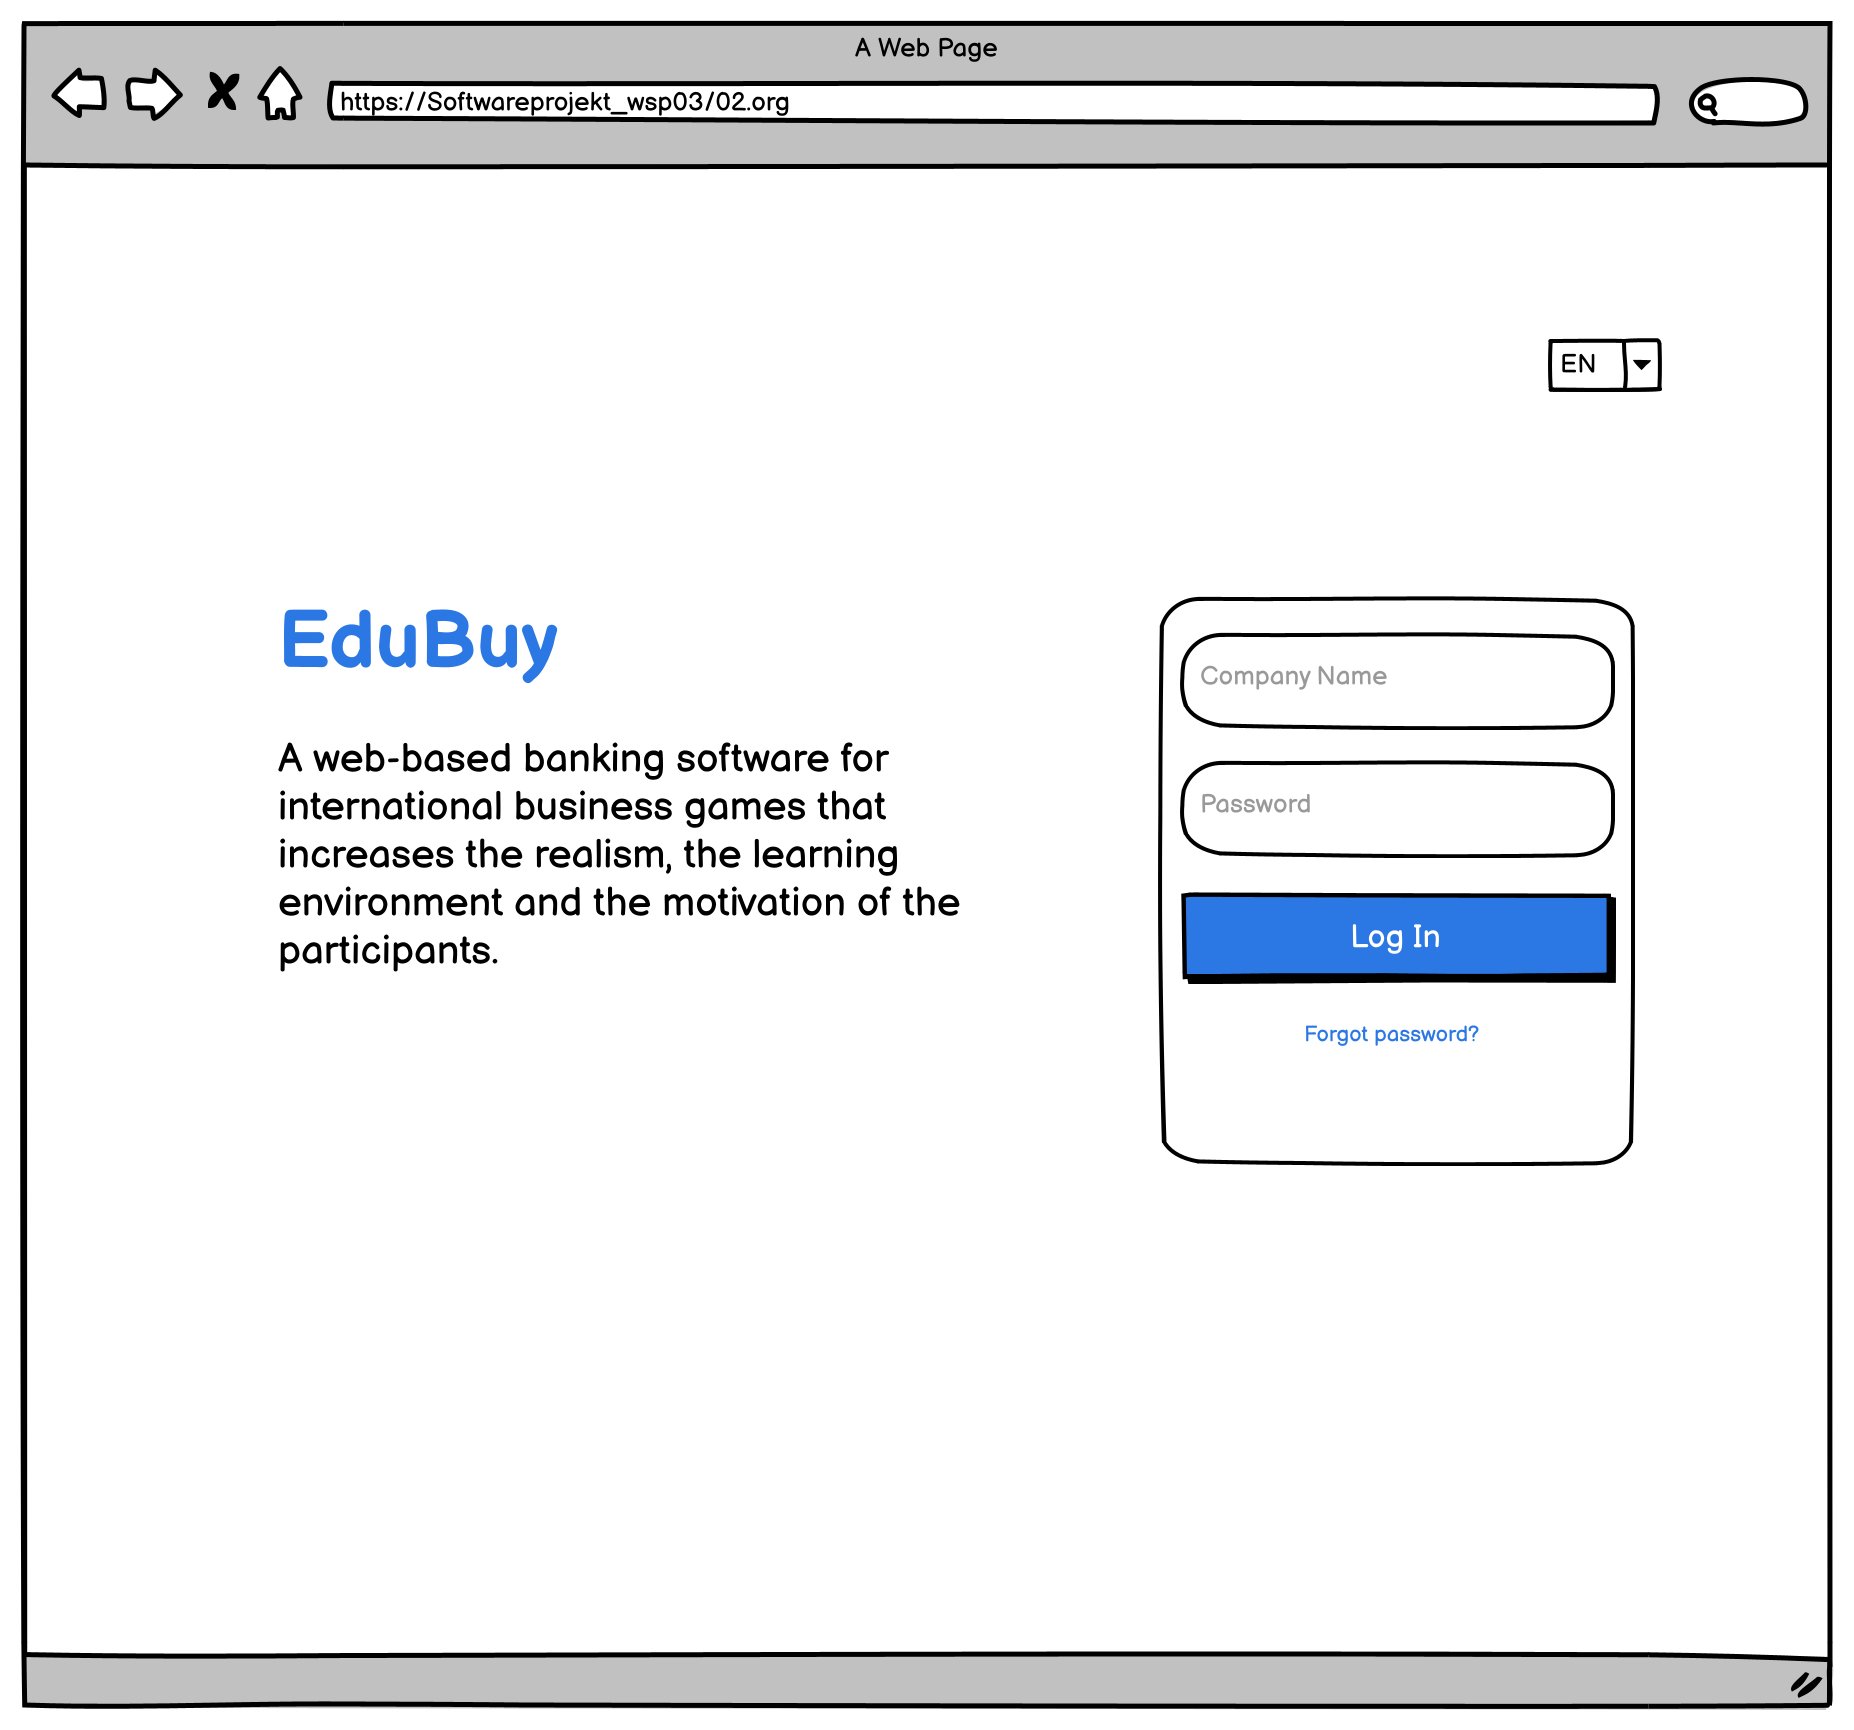 A Web Page
https://Softwareprojekt_wsp03/02.org
EN
EduBuy
A web-based banking software for
international business games that
increases the realism, the learning
environment and the motivation of the
participants.
Company Name
Password
Log In
Forgot password?